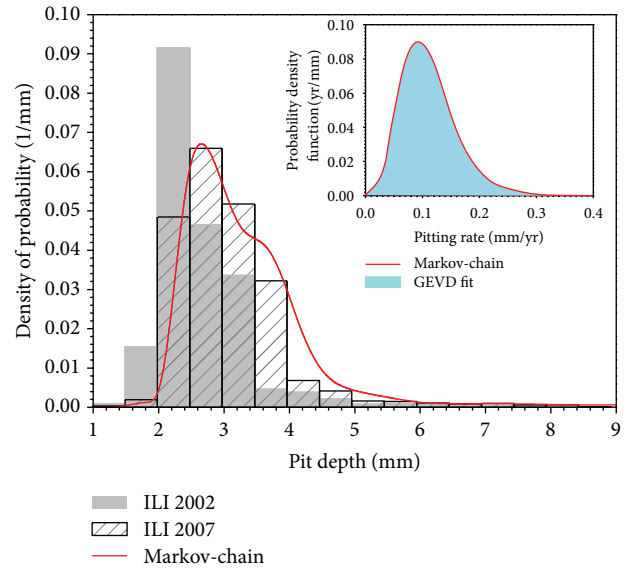 Density of probability (1/mm)
0.10
0.09
0.08
0.07
0.06
0.05
0.04
0.03
0.02
0.01
0.00
1 2 3 4 5 6 7 8 9
Pit depth (mm)
Probability density
function (yr/mm)
0.10
0.08
0.06
0.04
0.02
0.00
0.0 0.1 0.2 0.3 0.4
Pitting rate (mm/yr)
Markov-chain
GEVD fit
ILI 2002
ILI 2007
Markov-chain